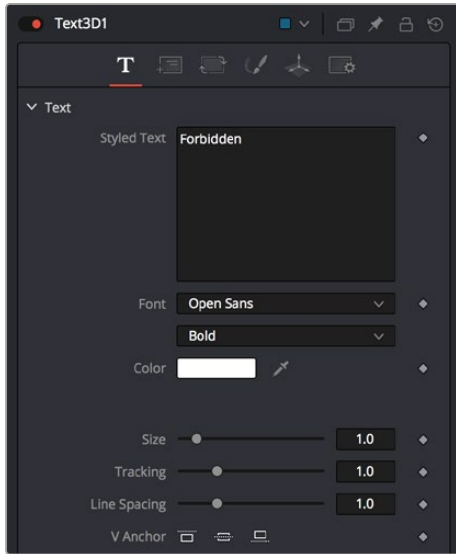 Text3D1
T
Text
Styled Text Forbidden
Font Open Sans
Bold
Color
Size 1.0
Tracking 1.0
Line Spacing 1.0
V Anchor